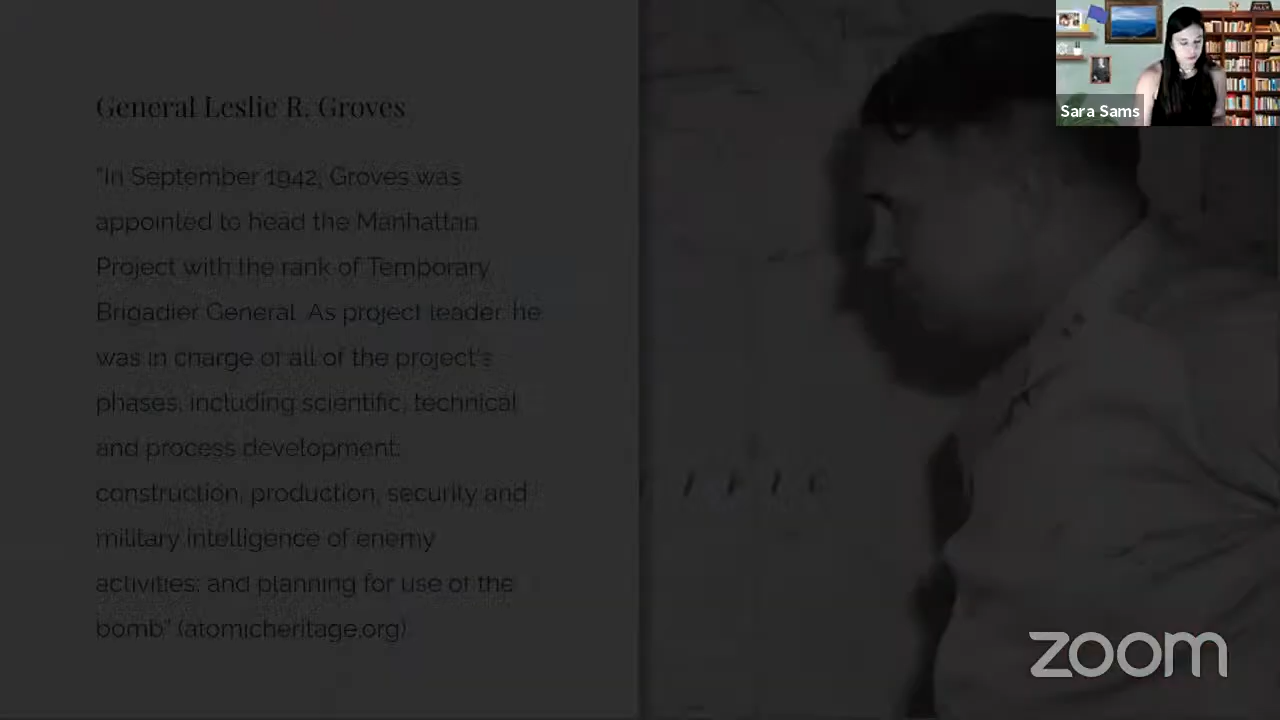 General Leslie R. Groves
"In September 1942, Groves was
appointed to head the Manhattan
Project with the rank of Temporary
Brigadier General. As project leader, he
was in charge of all of the project's
phases, including scientific, technical
and process development;
construction, production, security and
military intelligence of enemy
activities; and planning for use of the
bomb" (atomicheritage.org)
Sara Sams
zoom